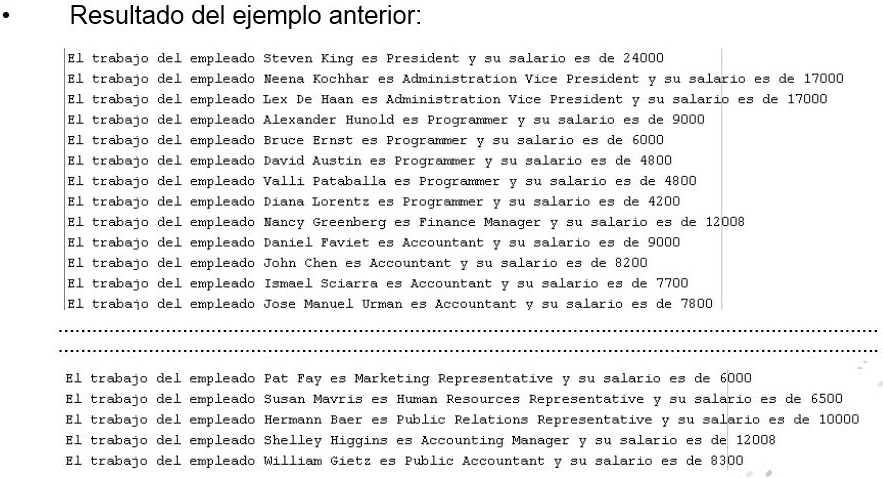 • Resultado del ejemplo anterior:
El trabajo del empleado Steven King es President y su salario es de 24000
El trabajo del empleado Neena Kochhar es Administration Vice President y su salario es de 17000
El trabajo del empleado Lex De Haan es Administration Vice President y su salario es de 17000
El trabajo del empleado Alexander Hunold es Programmer y su salario es de 9000
El trabajo del empleado Bruce Ernst es Programmer y su salario es de 6000
El trabajo del empleado David Austin es Programmer y su salario es de 4800
El trabajo del empleado Valli Pataballa es Programmer y su salario es de 4800
El trabajo del empleado Diana Lorentz es Programmer y su salario es de 4200
El trabajo del empleado Nancy Greenberg es Finance Manager y su salario es de 12008
El trabajo del empleado Daniel Faviet es Accountant y su salario es de 9000
El trabajo del empleado John Chen es Accountant y su salario es de 8200
El trabajo del empleado Ismael Sciarra es Accountant y su salario es de 7700
El trabajo del empleado Jose Manuel Urman es Accountant y su salario es de 7800
El trabajo del empleado Pat Fay es Marketing Representative y su salario es de 6000
El trabajo del empleado Susan Mavris es Human Resources Representative y su salario es de 6500
El trabajo del empleado Hermann Baer es Public Relations Representative y su salario es de 10000
El trabajo del empleado Shelley Higgins es Accounting Manager y su salario es de 12008
El trabajo del empleado William Gietz es Public Accountant y su salario es de 8300